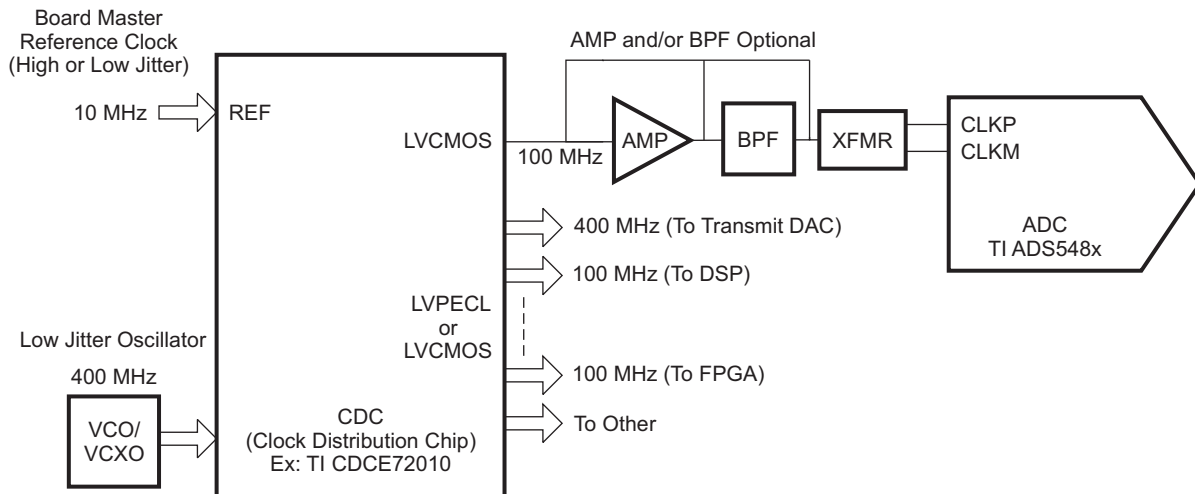 Board Master
Reference Clock
(High or Low Jitter)
10 MHz
REF
AMP and/or BPF Optional
LVCMOS
100 MHz
AMP
BPF
XFMR
CLKP
CLKM
ADC
TI ADS548x
400 MHz (To Transmit DAC)
100 MHz (To DSP)
LVPECL
or
LVCMOS
100 MHz (To FPGA)
To Other
Low Jitter Oscillator
400 MHz
VCO/
VCXO
CDC
(Clock Distribution Chip)
Ex: TI CDCE72010